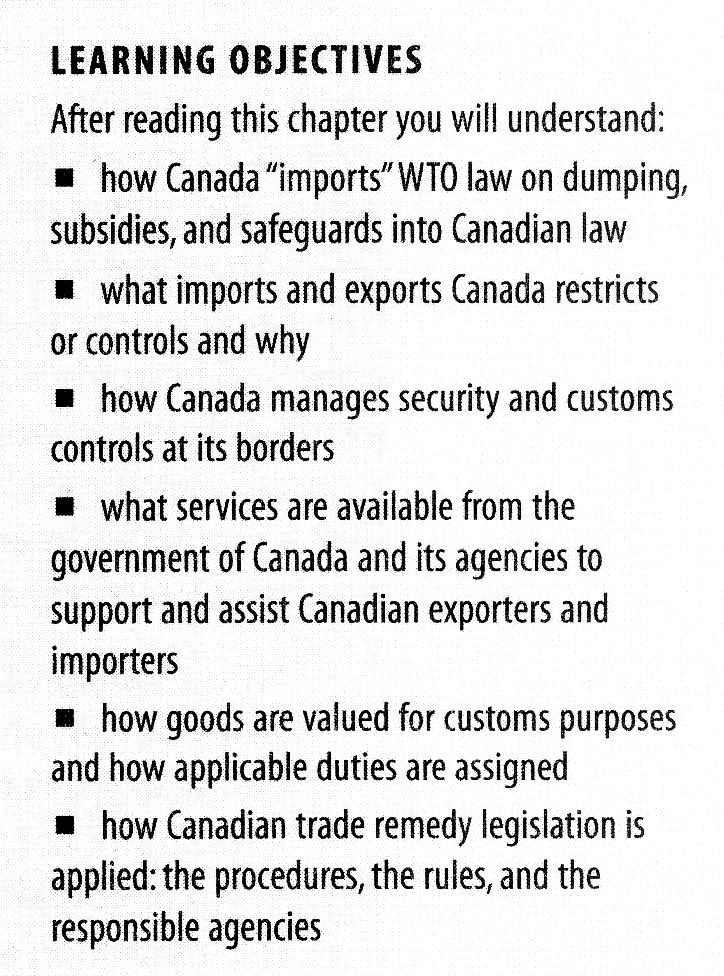 LEARNING OBJECTIVES
After reading this chapter you will understand:
■ how Canada “imports” WTO law on dumping,
subsidies, and safeguards into Canadian law
■ what imports and exports Canada restricts
or controls and why
■ how Canada manages security and customs
controls at its borders
■ what services are available from the
government of Canada and its agencies to
support and assist Canadian exporters and
importers
■ how goods are valued for customs purposes
and how applicable duties are assigned
■ how Canadian trade remedy legislation is
applied: the procedures, the rules, and the
responsible agencies